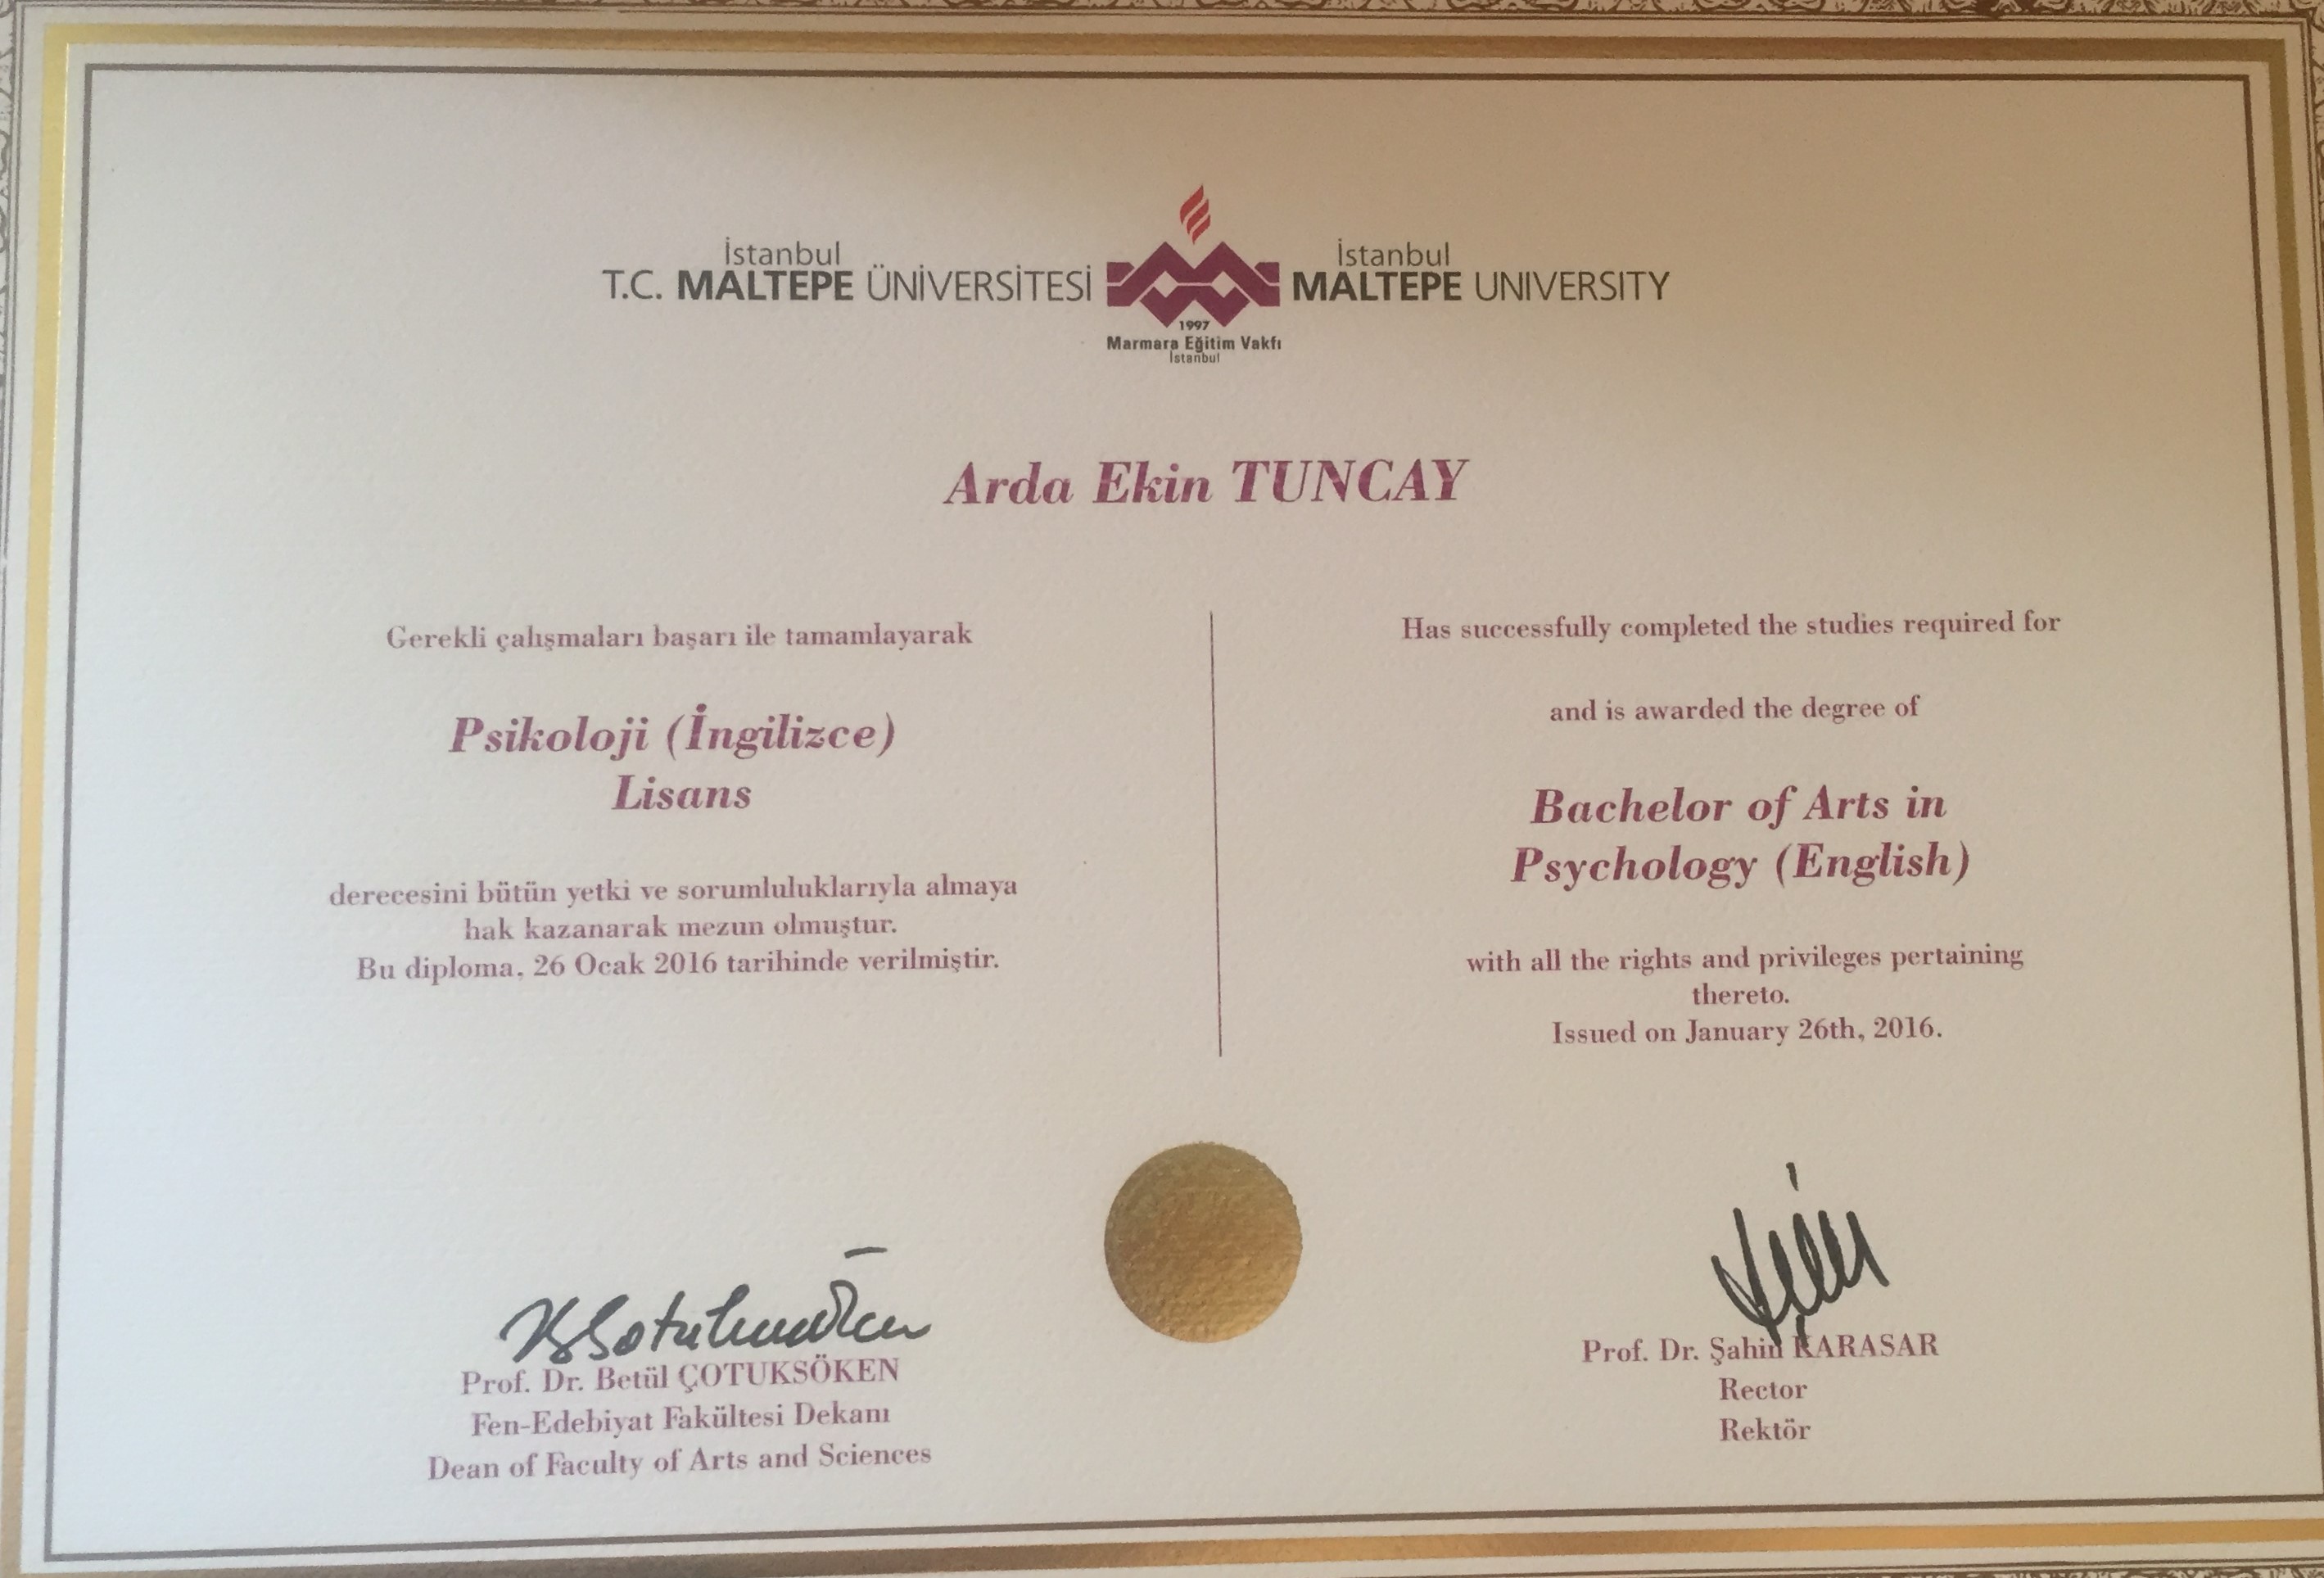 İstanbul
T.C. MALTEPE ÜNİVERSİTESİ
İstanbul
MALTEPE UNIVERSITY
1997
Marmara Eğitim Vakfı
İstanbul
Arda Ekin TUNCAY
Gerekli çalışmaları başarı ile tamamlayarak
Psikoloji (İngilizce)
Lisans
derecesini bütün yetki ve sorumluluklarıyla almaya
hak kazanarak mezun olmuştur.
Bu diploma, 26 Ocak 2016 tarihinde verilmiştir.
Has successfully completed the studies required for
and is awarded the degree of
Bachelor of Arts in
Psychology (English)
with all the rights and privileges pertaining
thereto.
Issued on January 26th, 2016.
Prof. Dr. Betül ÇOTUKSÖKEN
Fen-Edebiyat Fakültesi Dekanı
Dean of Faculty of Arts and Sciences
Prof. Dr. Şahin KARASAR
Rector
Rektör